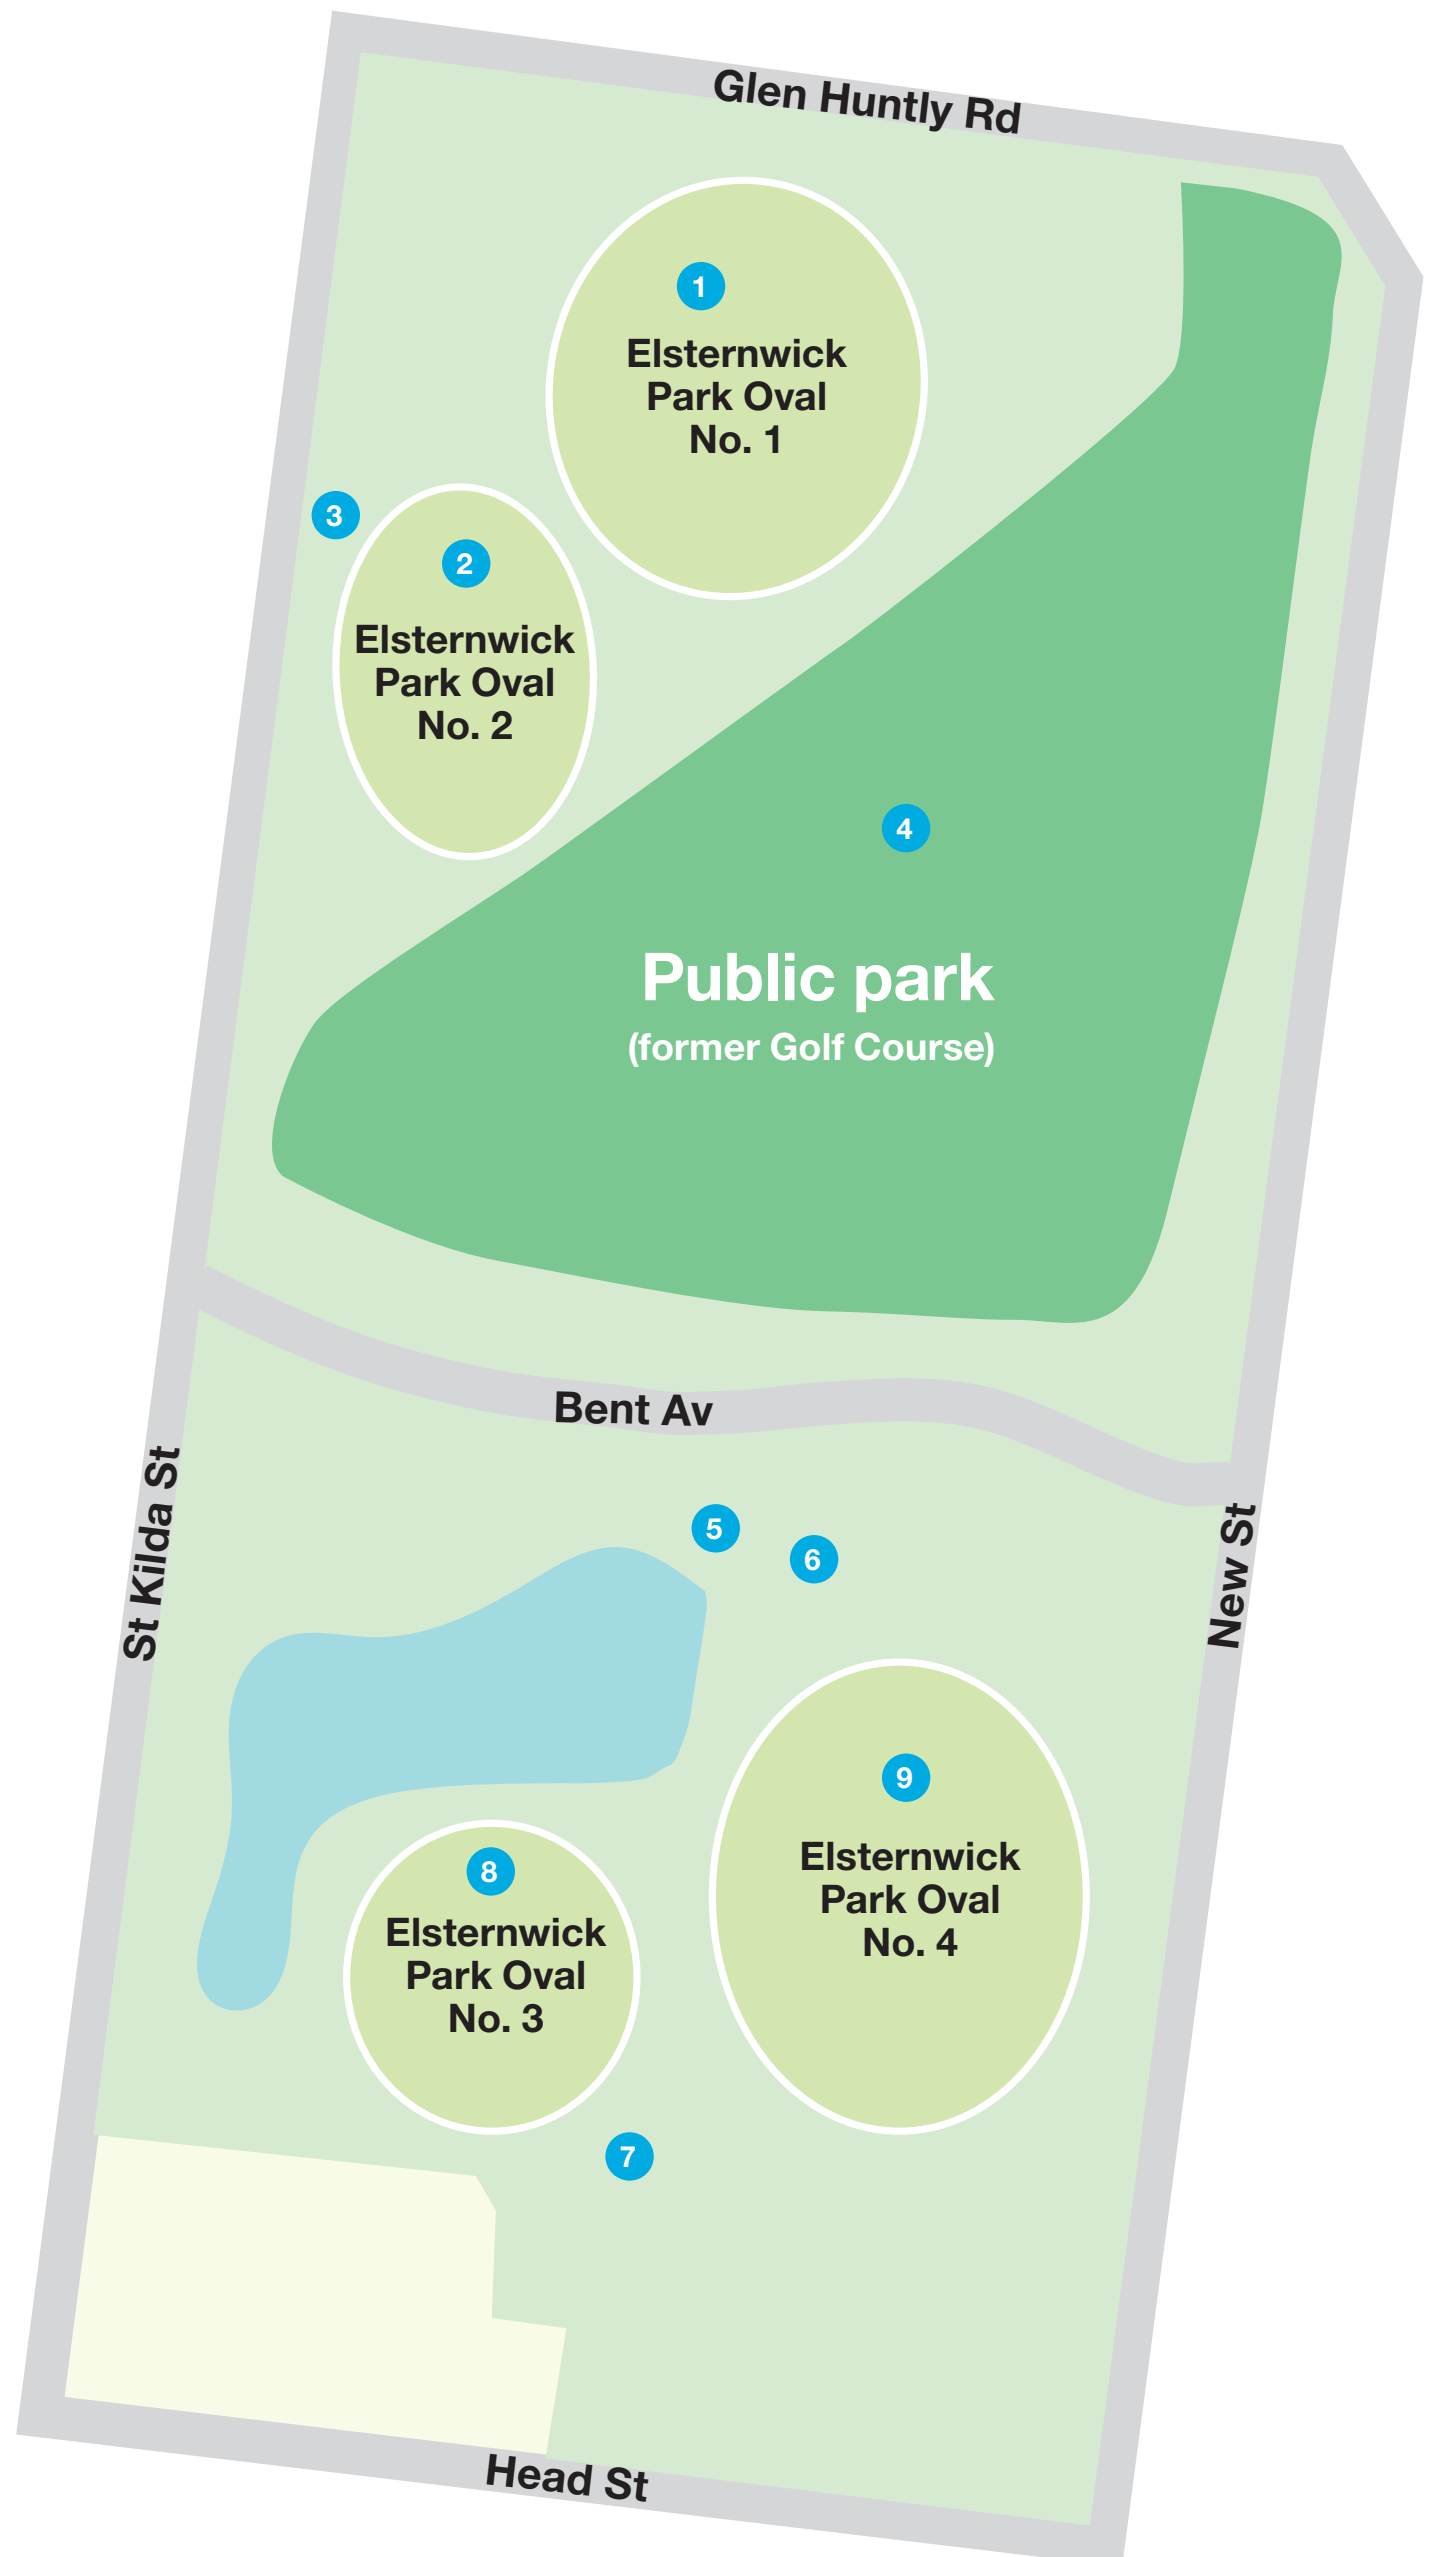 Glen Huntly Rd
1
Elsternwick
Park Oval
No. 1
3
2
Elsternwick
Park Oval
No. 2
4
Public park
(former Golf Course)
Bent Av
St Kilda St
New St
5
6
9
Elsternwick
Park Oval
No. 4
8
Elsternwick
Park Oval
No. 3
7
Head St